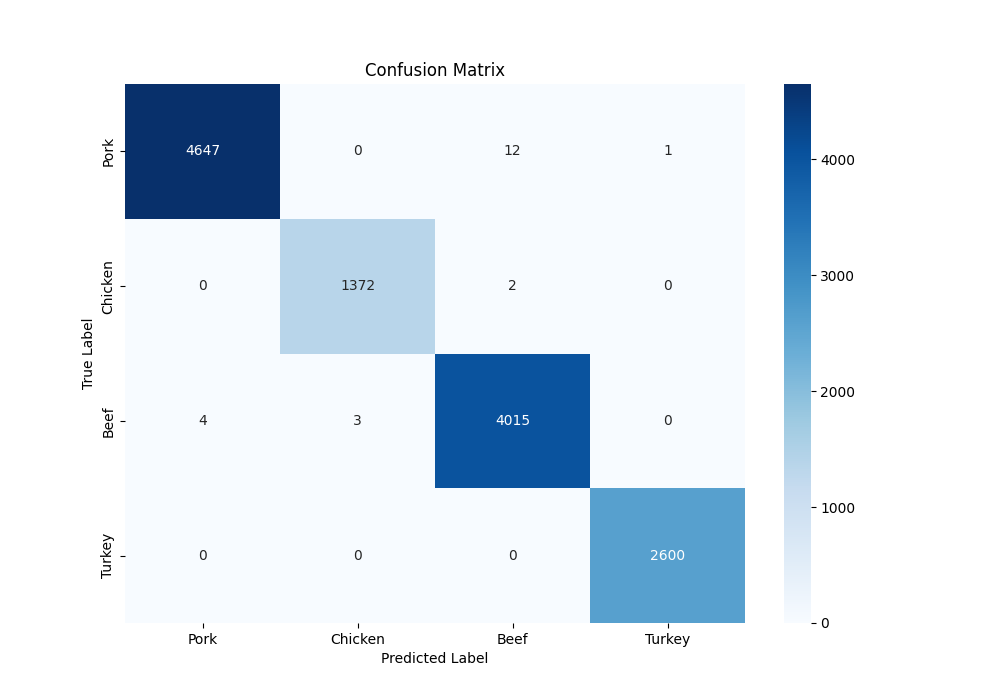 Confusion Matrix
Pork 4647 0 12 1
Chicken 0 1372 2 0
Beef 4 3 4015 0
Turkey 0 0 0 2600
Pork Chicken Beef Turkey
Predicted Label
True Label
4000
3000
2000
1000
0